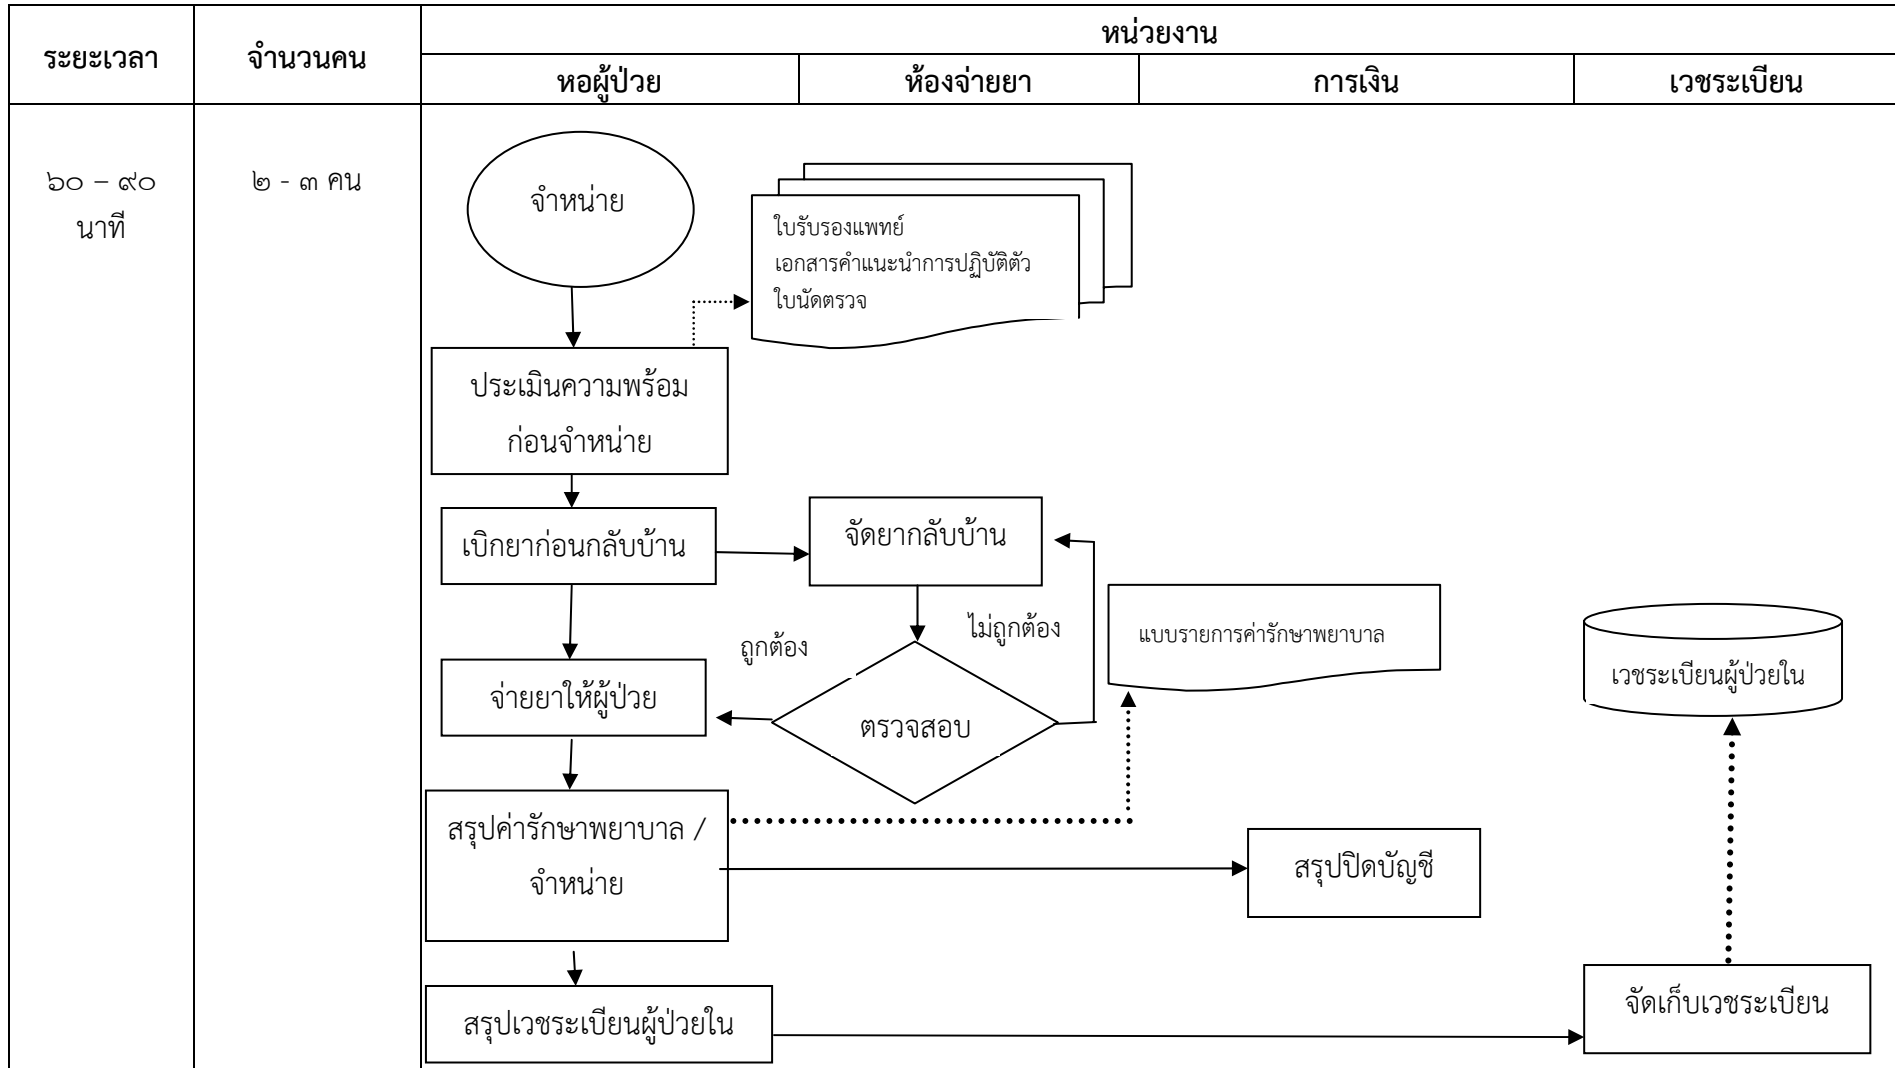 ระยะเวลา
จำนวนคน
หน่วยงาน
หอผู้ป่วย
ห้องจ่ายยา
การเงิน
เวชระเบียน
๖๐ – ๙๐
นาที
๒ - ๓ คน
จำหน่าย
ใบรับรองแพทย์
เอกสารคำแนะนำการปฏิบัติตัว
ใบนัดตรวจ
ประเมินความพร้อม
ก่อนจำหน่าย
เบิกยาก่อนกลับบ้าน
จัดยากลับบ้าน
ถูกต้อง
ไม่ถูกต้อง
แบบรายการค่ารักษาพยาบาล
เวชระเบียนผู้ป่วยใน
จ่ายยาให้ผู้ป่วย
ตรวจสอบ
สรุปค่ารักษาพยาบาล /
จำหน่าย
สรุปปิดบัญชี
สรุปเวชระเบียนผู้ป่วยใน
จัดเก็บเวชระเบียน